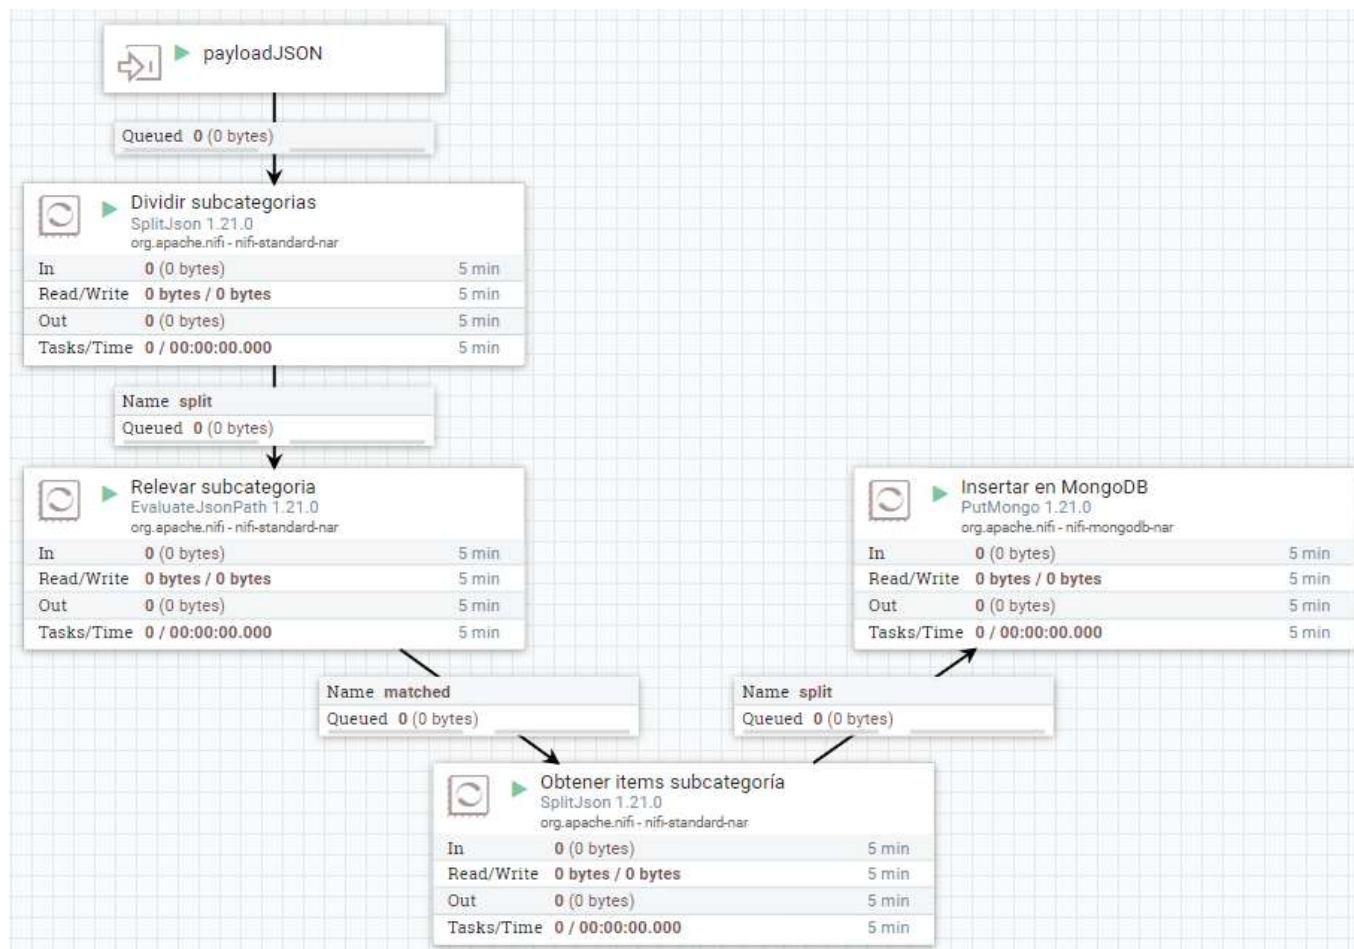 payloadJSON
Queued 0 (0 bytes)
Dividir subcategorias
SplitJson 1.21.0
org.apache.nifi - nifi-standard-nar
In 0 (0 bytes) 5 min
Read/Write 0 bytes / 0 bytes 5 min
Out 0 (0 bytes) 5 min
Tasks/Time 0 / 00:00:00.000 5 min
Name split
Queued 0 (0 bytes)
Relevar subcategoria
EvaluateJsonPath 1.21.0
org.apache.nifi - nifi-standard-nar
In 0 (0 bytes) 5 min
Read/Write 0 bytes / 0 bytes 5 min
Out 0 (0 bytes) 5 min
Tasks/Time 0 / 00:00:00.000 5 min
Name matched
Queued 0 (0 bytes)
Obtener items subcategoría
SplitJson 1.21.0
org.apache.nifi - nifi-standard-nar
In 0 (0 bytes) 5 min
Read/Write 0 bytes / 0 bytes 5 min
Out 0 (0 bytes) 5 min
Tasks/Time 0 / 00:00:00.000 5 min
Name split
Queued 0 (0 bytes)
Insertar en MongoDB
PutMongo 1.21.0
org.apache.nifi - nifi-mongodb-nar
In 0 (0 bytes) 5 min
Read/Write 0 bytes / 0 bytes 5 min
Out 0 (0 bytes) 5 min
Tasks/Time 0 / 00:00:00.000 5 min